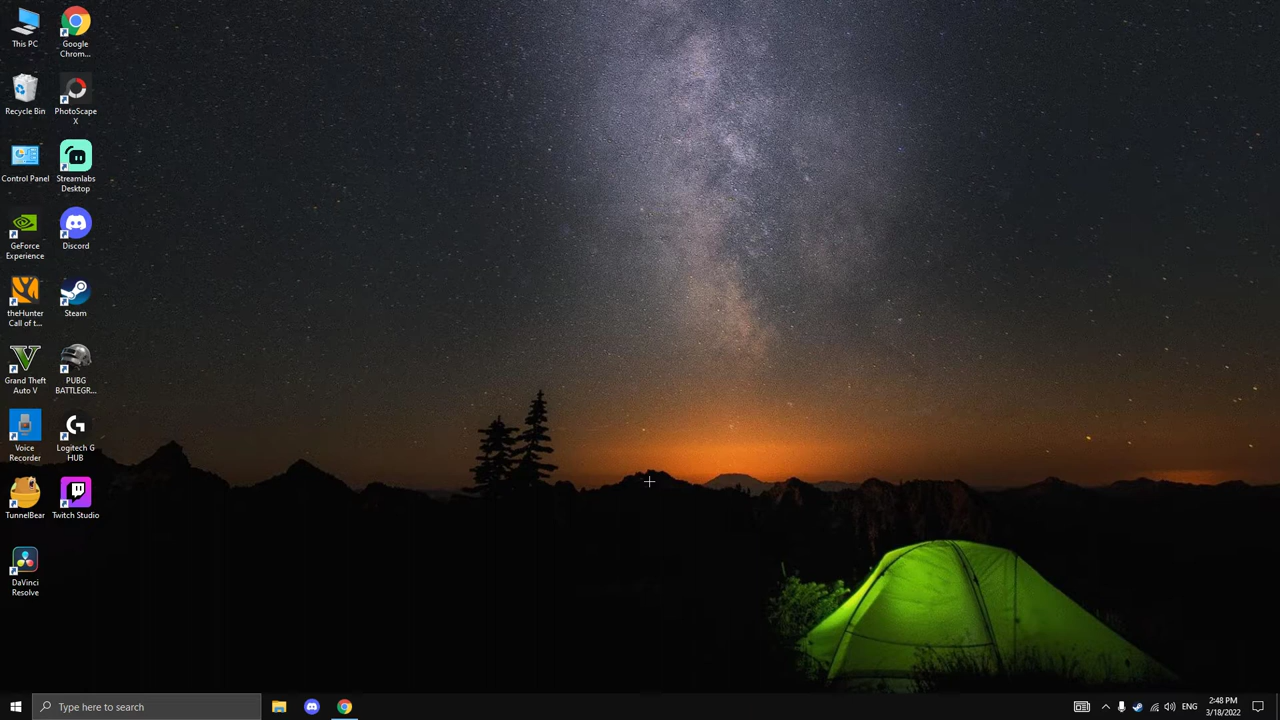 This PC
Google
Chrom...
Recycle Bin
PhotoScape
X
Control Panel
Streamlabs
Desktop
GeForce
Experience
Discord
theHunter
Call of t...
Steam
Grand Theft
Auto V
PUBG
BATTLEGR...
Voice
Recorder
Logitech G
HUB
TunnelBear
Twitch Studio
DaVinci
Resolve
Type here to search
ENG
2:48 PM
3/18/2022